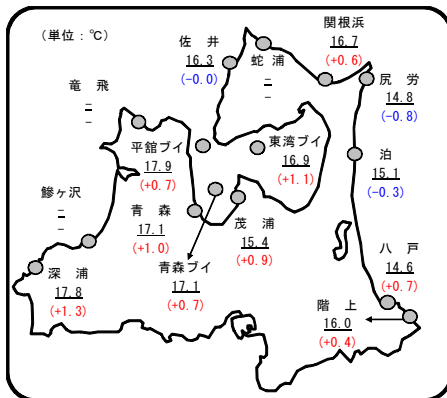 （単位：℃）
佐井
16.3
(-0.0)
蛇浦
－
－
関根浜
16.7
(+0.6)
尻労
14.8
(-0.8)
竜飛
－
－
平舘ブイ
17.9
(+0.7)
東湾ブイ
16.9
(+1.1)
泊
15.1
(-0.3)
鰺ヶ沢
－
－
青森
17.1
(+1.0)
茂浦
15.4
(+0.9)
深浦
17.8
(+1.3)
青森ブイ
17.1
(+0.7)
八戸
14.6
(+0.7)
階上
16.0
(+0.4)